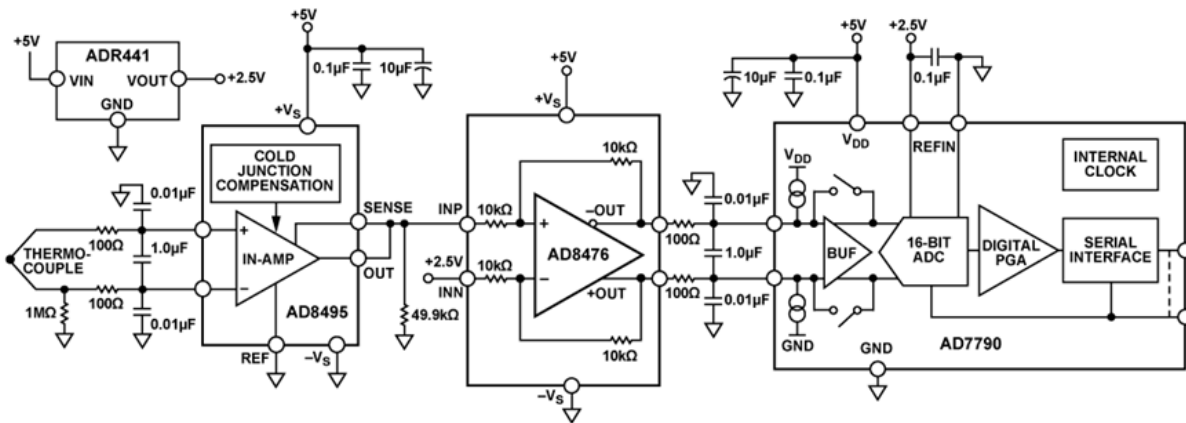 ADR441
+5V
VIN
VOUT
+2.5V
GND
+5V
0.1µF
10µF
+VS
COLD
JUNCTION
COMPENSATION
0.01µF
100Ω
THERMO-
COUPLE
1.0µF
100Ω
1MΩ
0.01µF
+
IN-AMP
–
SENSE
OUT
AD8495
REF
–VS
49.9kΩ
+5V
+VS
10kΩ
INP
10kΩ
+
–OUT
AD8476
+2.5V
10kΩ
–
INN
+OUT
10kΩ
–VS
0.01µF
100Ω
1.0µF
100Ω
0.01µF
+5V
+2.5V
10µF
0.1µF
0.1µF
VDD
REFIN
VDD
BUF
GND
16-BIT
ADC
DIGITAL
PGA
INTERNAL
CLOCK
SERIAL
INTERFACE
GND
AD7790